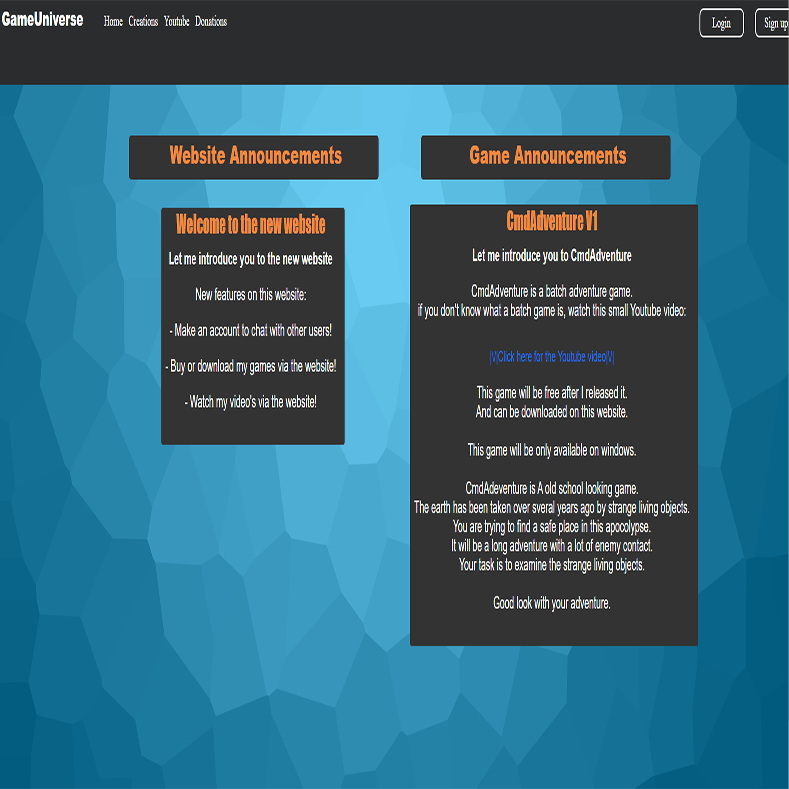 GameUniverse Home Creations Youtube Donations Login Sign up
Website Announcements
Welcome to the new website
Let me introduce you to the new website
New features on this website:
- Make an account to chat with other users!
- Buy or download my games via the website!
- Watch my video's via the website!
Game Announcements
CmdAdventure V1
Let me introduce you to CmdAdventure
CmdAdventure is a batch adventure game.
if you don't know what a batch game is, watch this small Youtube video:
|V|Click here for the Youtube video|V|
This game will be free after I released it.
And can be downloaded on this website.
This game will be only available on windows.
CmdAdeventure is A old school looking game.
The earth has been taken over sveral years ago by strange living objects.
You are trying to find a safe place in this apocolypse.
It will be a long adventure with a lot of enemy contact.
Your task is to examine the strange living objects.
Good look with your adventure.